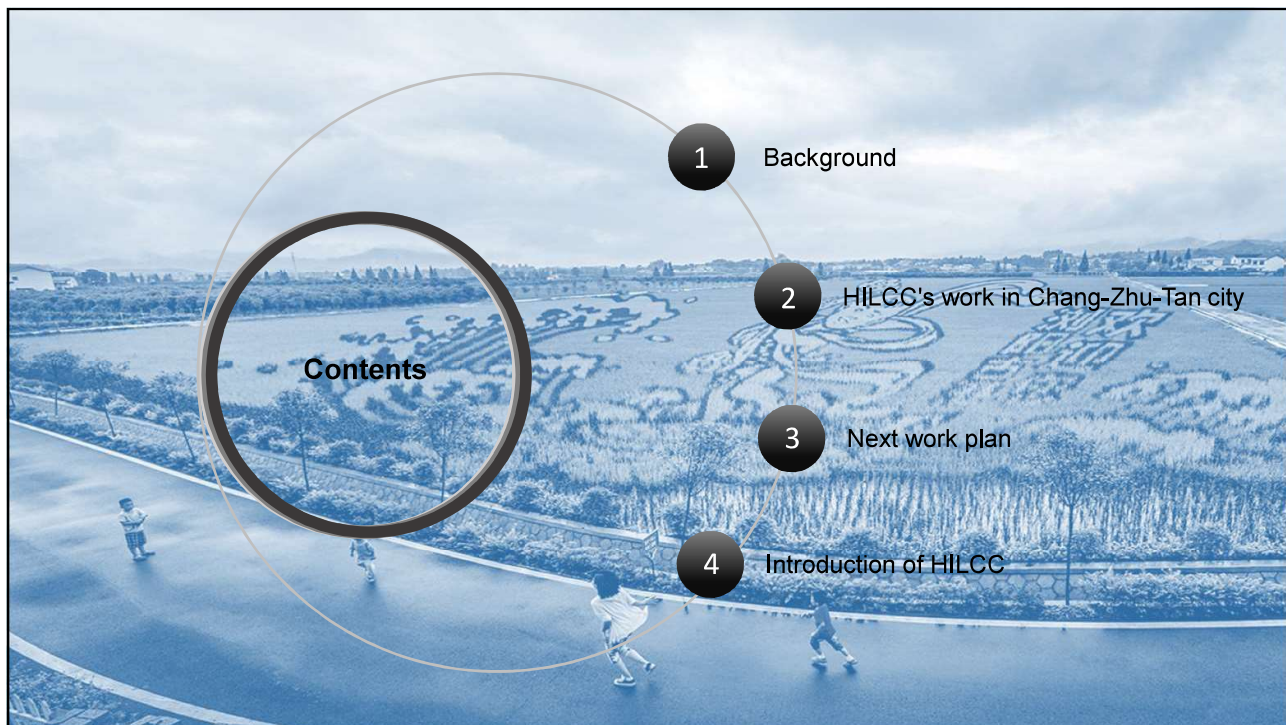 1 Background
2 HILCC's work in Chang-Zhu-Tan city
Contents
3 Next work plan
4 Introduction of HILCC